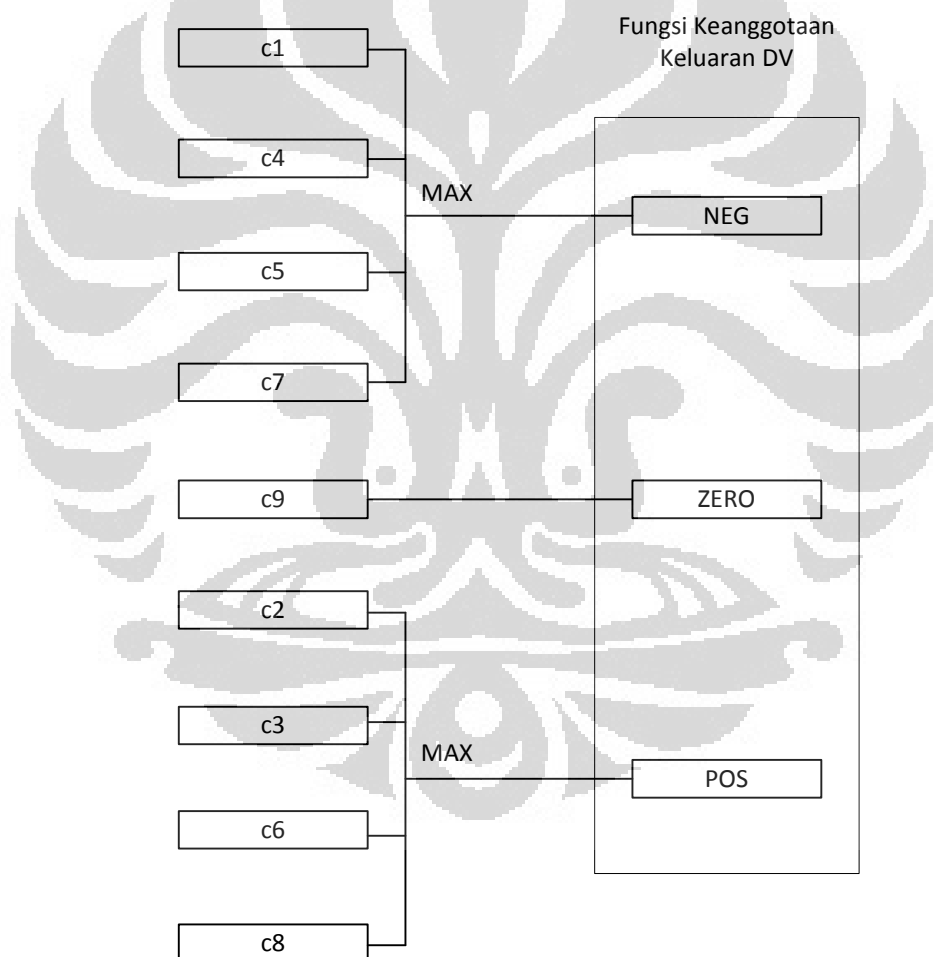 Fungsi Keanggotaan
Keluaran DV
c1
c4
MAX
NEG
c5
c7
c9
ZERO
c2
c3
MAX
POS
c6
c8